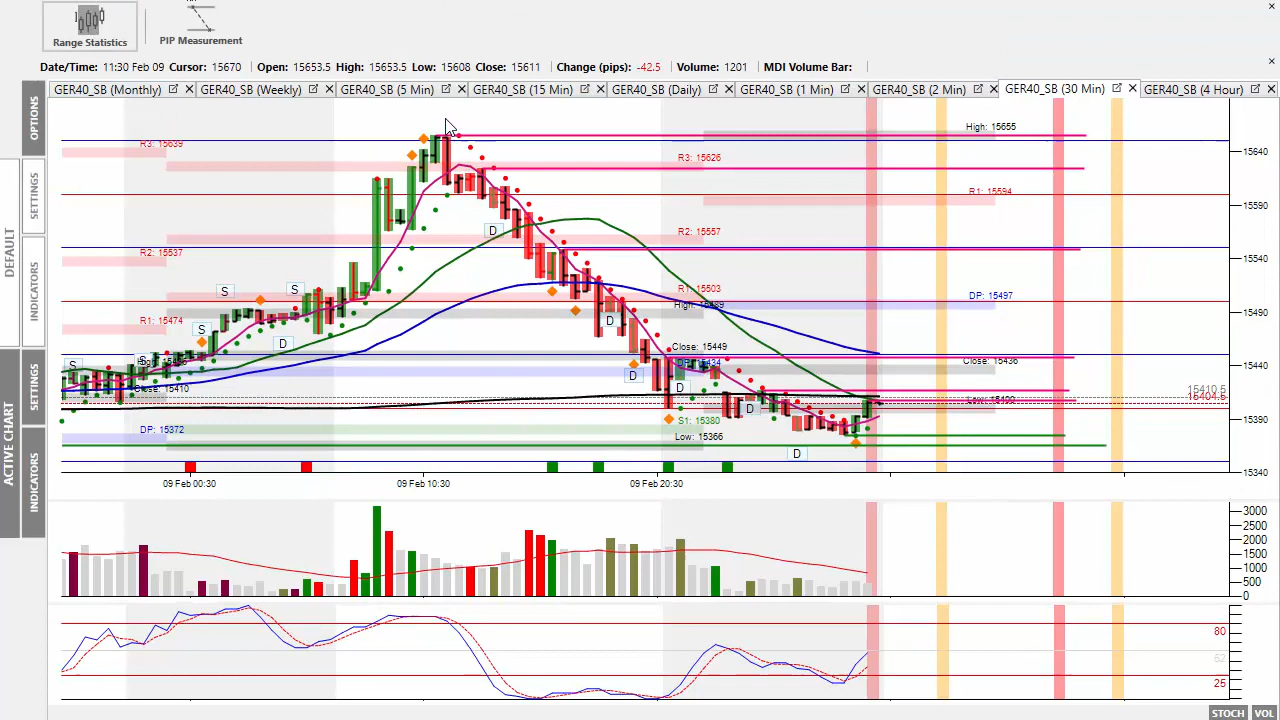 Range Statistics
PIP Measurement
Date/Time: 11:30 Feb 09 Cursor: 15670 Open: 15653.5 High: 15653.5 Low: 15608 Close: 15611 Change (pips): -42.5 Volume: 1201 MDI Volume Bar:
GER40_SB (Monthly) GER40_SB (Weekly) GER40_SB (5 Min) GER40_SB (15 Min) GER40_SB (Daily) GER40_SB (1 Min) GER40_SB (2 Min) GER40_SB (30 Min) GER40_SB (4 Hour)
OPTIONS
SETTINGS
INDICATORS
DEFAULT
SETTINGS
INDICATORS
ACTIVE CHART
High: 15655
R3: 15639
R3: 15626
R1: 15594
R2: 15557
R2: 15537
R1: 15503
DP: 15497
R1: 15474
Close: 15449
Close: 15436
Close: 15410
S1: 15380
DP: 15372
Low: 15366
S
S
S
S
S
D
D
D
D
D
D
D
15640
15590
15540
15490
15440
15410.5
15404.5
15390
15340
09 Feb 00:30
09 Feb 10:30
09 Feb 20:30
3000
2500
2000
1500
1000
500
0
80
62
25
STOCH VOL